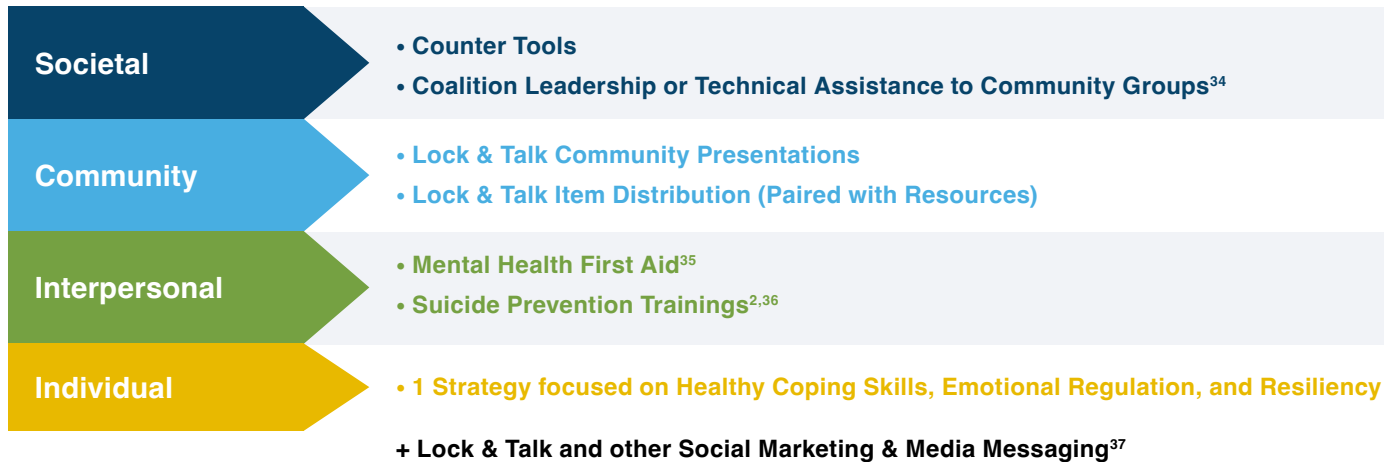 Societal
• Counter Tools
• Coalition Leadership or Technical Assistance to Community Groups³⁴
Community
• Lock & Talk Community Presentations
• Lock & Talk Item Distribution (Paired with Resources)
Interpersonal
• Mental Health First Aid³⁵
• Suicide Prevention Trainings²,³⁶
Individual
• 1 Strategy focused on Healthy Coping Skills, Emotional Regulation, and Resiliency
+ Lock & Talk and other Social Marketing & Media Messaging³⁷